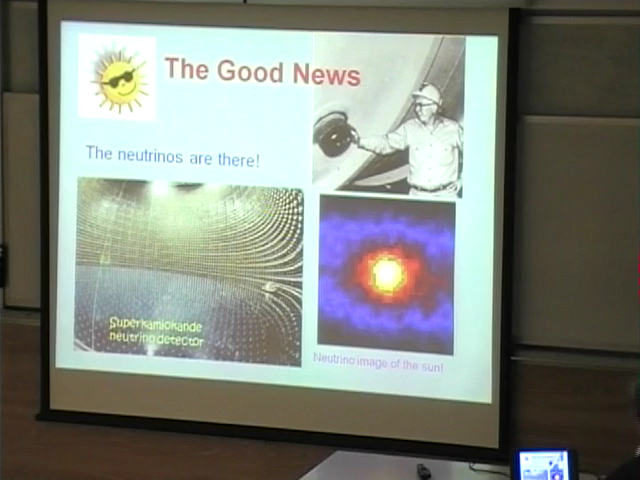 The Good News
The neutrinos are there!
Superkamiokande
neutrino detector
Neutrino image of the sun!